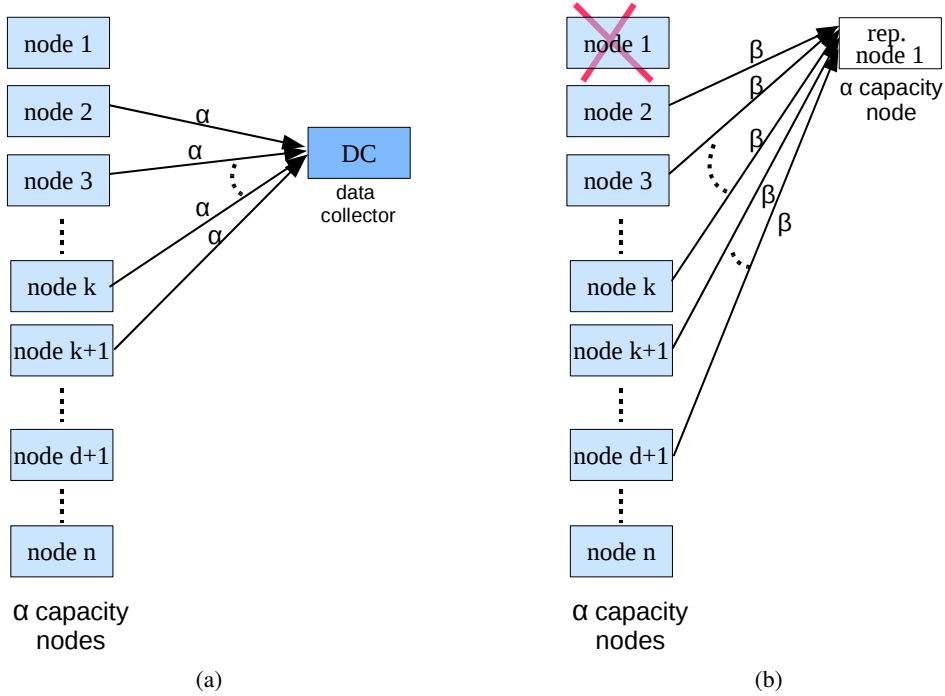 node 1
node 2
node 3
node k
node k+1
node d+1
node n
α capacity
nodes
α
α
α
α
DC
data
collector
(a)
node 1
node 2
node 3
node k
node k+1
node d+1
node n
α capacity
nodes
β
β
β
β
β
rep.
node 1
α capacity
node
(b)